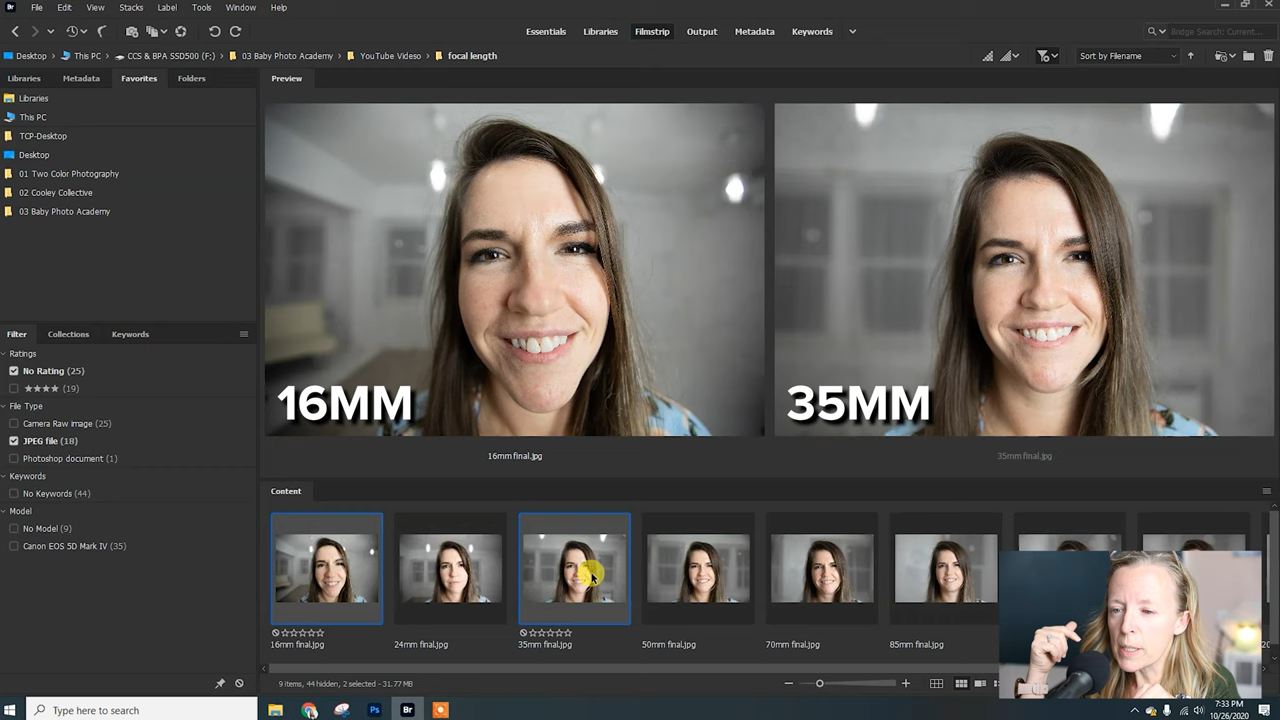 Br File Edit View Stacks Label Tools Window Help
Essentials Libraries Filmstrip Output Metadata Keywords Bridge Search: Current...
Desktop This PC CCS & BPA SSD500 (F:) 03 Baby Photo Academy YouTube Video focal length Sort by Filename
Libraries Metadata Favorites Folders
Preview
Libraries
This PC
TCP-Desktop
Desktop
01 Two Color Photography
02 Cooley Collective
03 Baby Photo Academy
16MM
35MM
16mm final.jpg
35mm final.jpg
Filter Collections Keywords
Ratings
No Rating (25)
★★★★ (19)
File Type
Camera Raw image (25)
JPEG file (18)
Photoshop document (1)
Keywords
No Keywords (44)
Model
No Model (9)
Canon EOS 5D Mark IV (35)
Content
16mm final.jpg
24mm final.jpg
35mm final.jpg
50mm final.jpg
70mm final.jpg
85mm final.jpg
9 items, 44 hidden, 2 selected - 31.77 MB
Type here to search
Ps Br
7:33 PM
10/26/2020